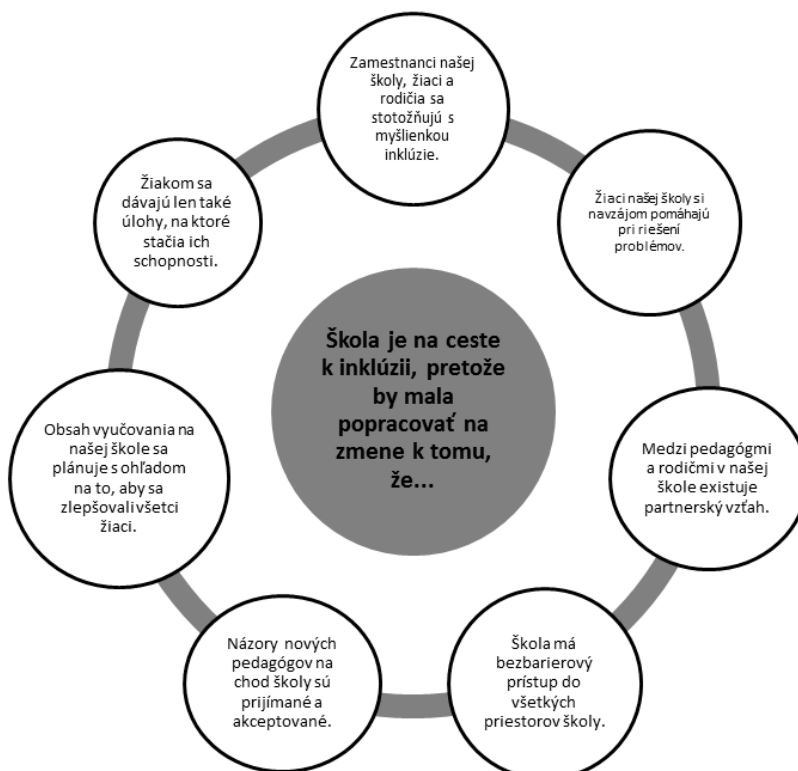 Zamestnanci našej
školy, žiaci a
rodičia sa
stotožňujú s
myšlienkou
inklúzie.
Žiaci našej školy si
navzájom pomáhajú
pri riešení
problémov.
Medzi pedagógmi
a rodičmi v našej
škole existuje
partnerský vzťah.
Škola má
bezbarierový
prístup do
všetkých
priestorov školy.
Názory nových
pedagógov na
chod školy sú
prijímané a
akceptované.
Obsah vyučovania na
našej škole sa
plánuje s ohľadom
na to, aby sa
zlepšovali všetci
žiaci.
Žiakom sa
dávajú len také
úlohy, na ktoré
stačia ich
schopnosti.
Škola je na ceste
k inklúzii, pretože
by mala
popracovať na
zmene k tomu,
že...